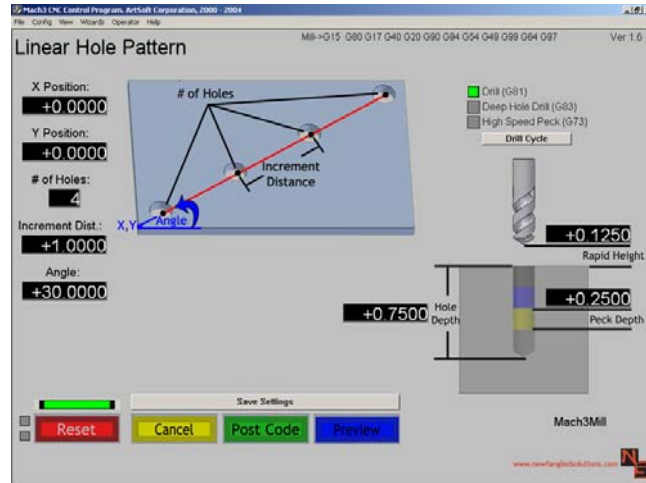 Mach3 CNC Control Program. ArtSoft Corporation, 2000 - 2004
File Config View Wizards Operator Help
Linear Hole Pattern
Mill->G15 G80 G17 G40 G20 G90 G94 G54 G49 G99 G64 G97
Ver 1.6
X Position:
+0.0000
Y Position:
+0.0000
# of Holes:
4
Increment Dist.:
+1.0000
Angle:
+30.0000
# of Holes
Increment
Distance
X,Y
Angle
Drill (G81)
Deep Hole Drill (G83)
High Speed Peck (G73)
Drill Cycle
+0.1250
Rapid Height
+0.2500
Peck Depth
+0.7500
Hole
Depth
Save Settings
Reset
Cancel
Post Code
Preview
Mach3Mill
www.newfangledsolutions.com
NS